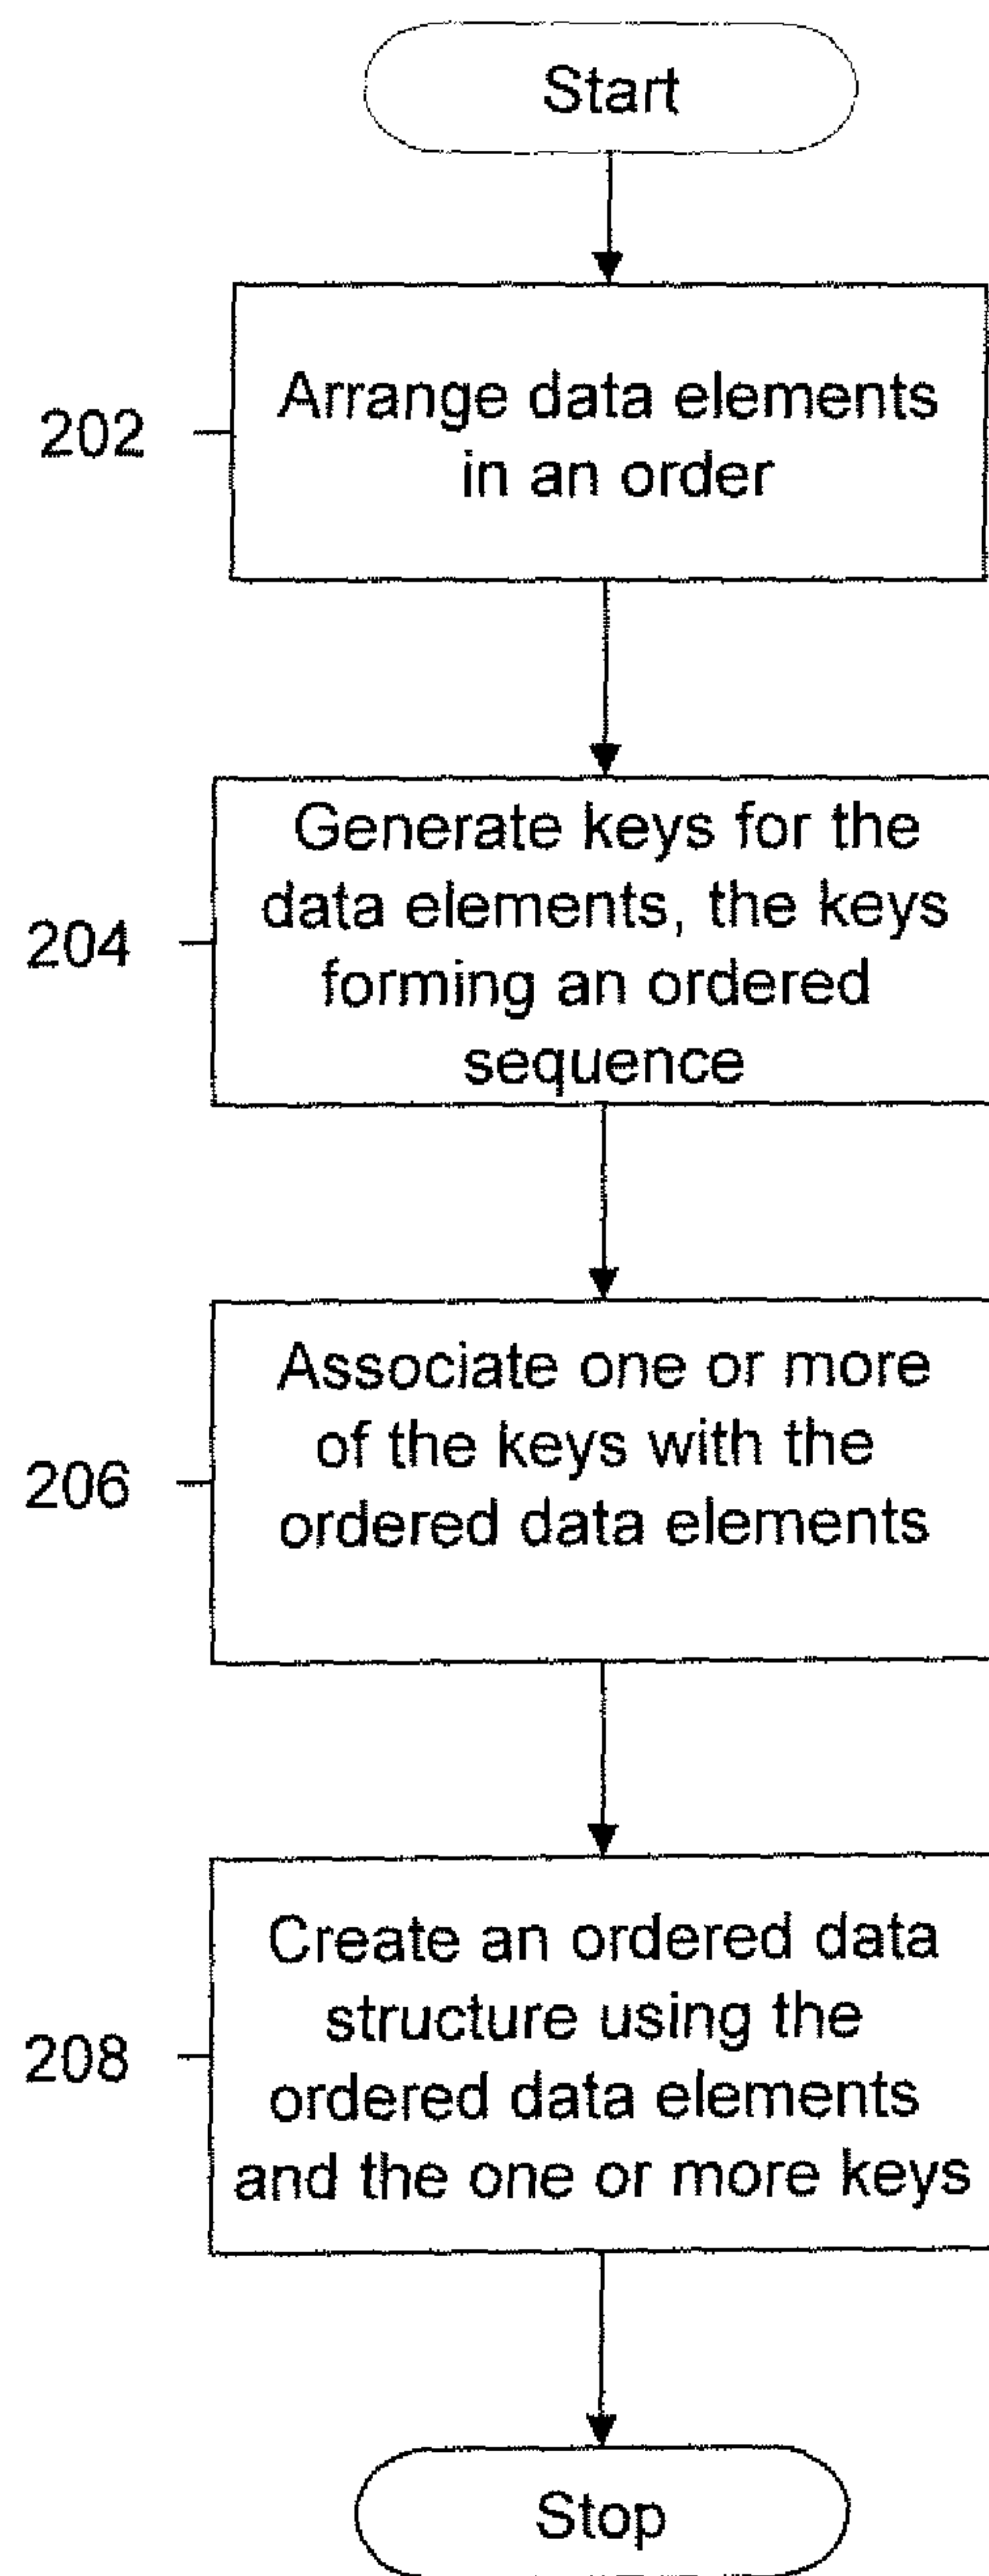 Start
202
Arrange data elements
in an order
204
Generate keys for the
data elements, the keys
forming an ordered
sequence
206
Associate one or more
of the keys with the
ordered data elements
208
Create an ordered data
structure using the
ordered data elements
and the one or more keys
Stop